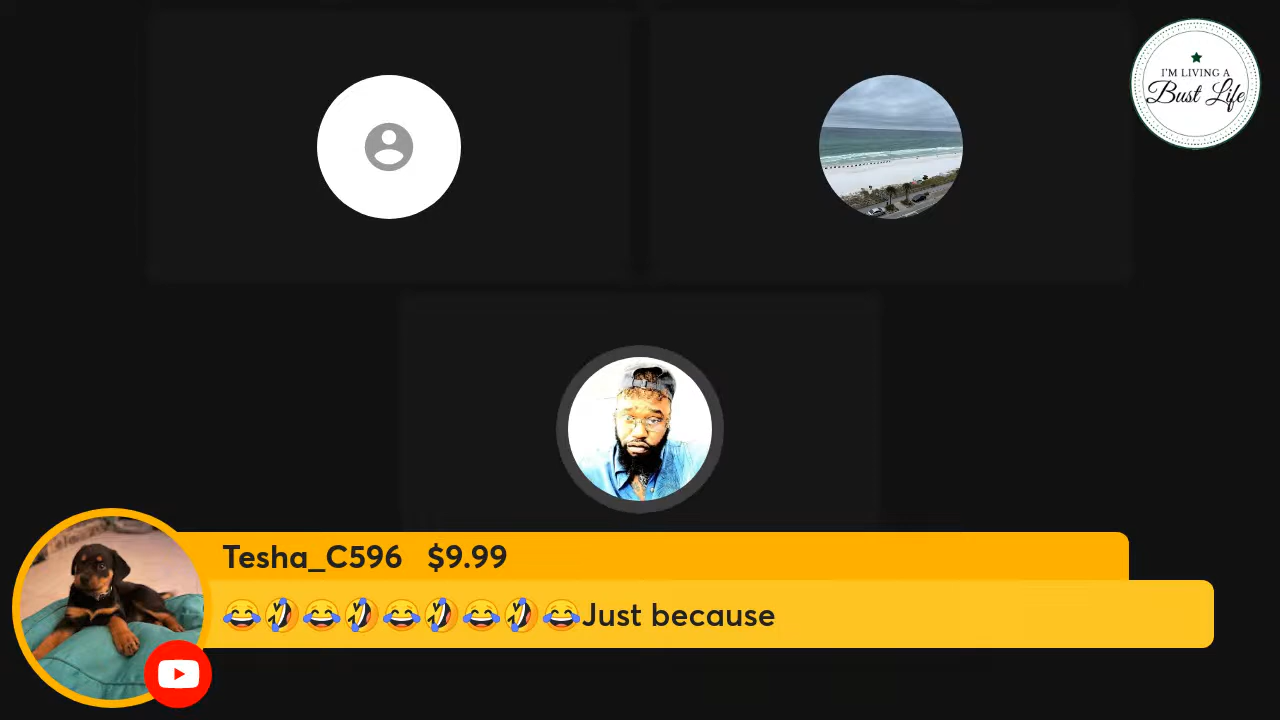 I'M LIVING A
Bust Life
Tesha_C596 $9.99
😂🤣😂🤣😂🤣😂🤣😂Just because